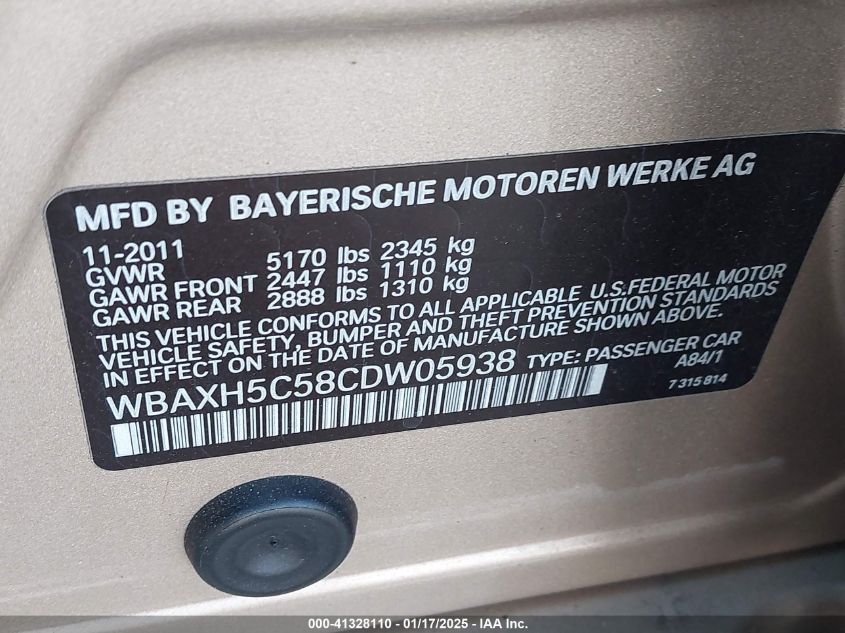 MFD BY BAYERISCHE MOTOREN WERKE AG
11-2011
GVWR 5170 lbs 2345 kg
GAWR FRONT 2447 lbs 1110 kg
GAWR REAR 2888 lbs 1310 kg
THIS VEHICLE CONFORMS TO ALL APPLICABLE U.S.FEDERAL MOTOR
VEHICLE SAFETY, BUMPER AND THEFT PREVENTION STANDARDS
IN EFFECT ON THE DATE OF MANUFACTURE SHOWN ABOVE.
WBAXH5C58CDW05938 TYPE: PASSENGER CAR
A84/1
7 315 814
000-41328110 — 01/17/2025 — IAA Inc.